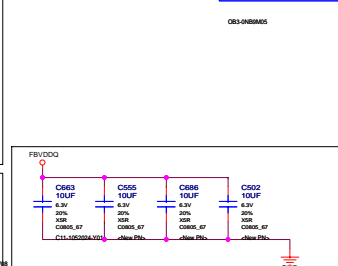 OB3-0NB9M05
FBVDDQ
C663 C555 C686 C502
10UF 10UF 10UF 10UF
6.3V 6.3V 6.3V 6.3V
20% 20% 20% 20%
X5R X5R X5R X5R
C0805_67 C0805_67 C0805_67 C0805_67
C11-1052024-Y01 <New PN> <New PN> <New PN>